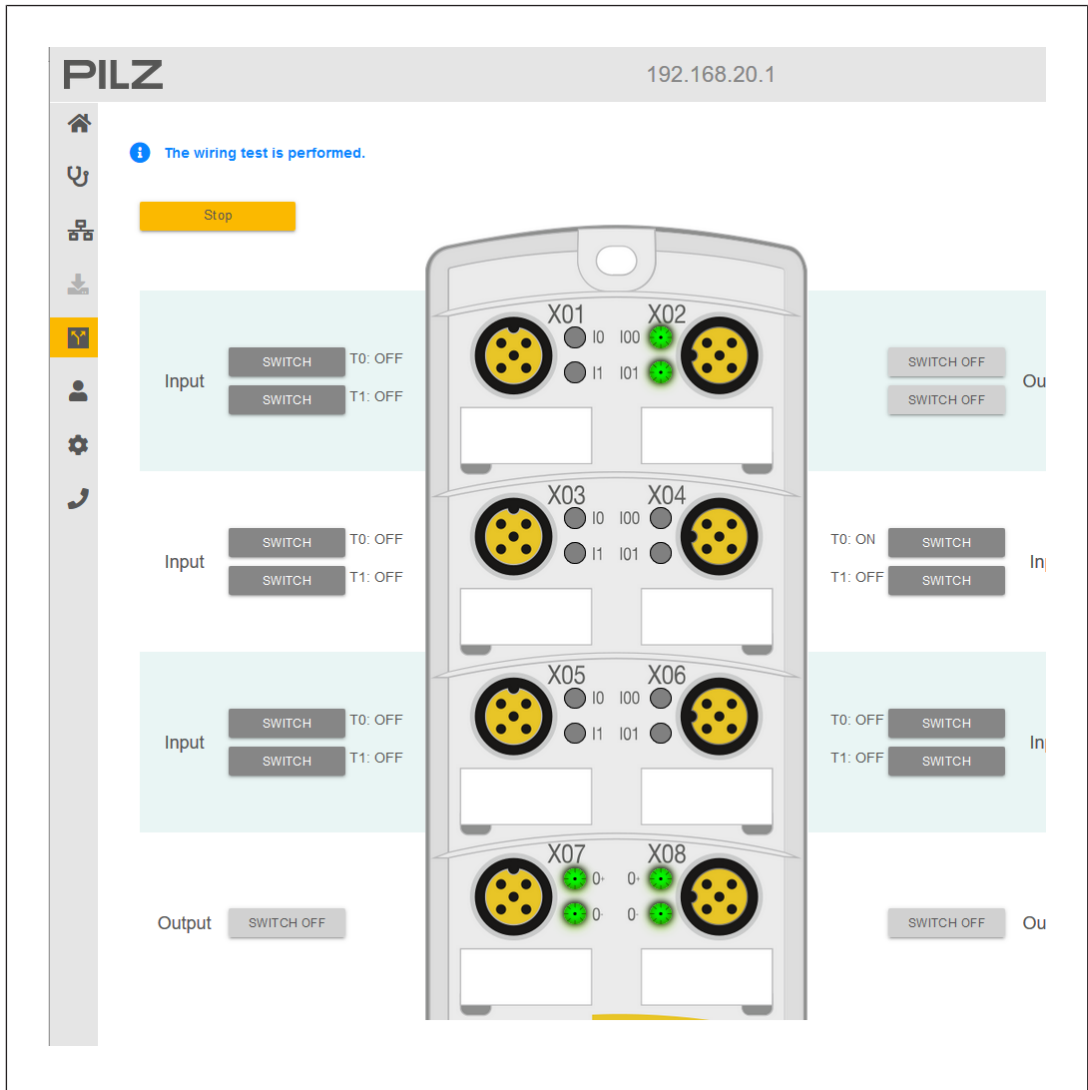 PILZ
192.168.20.1
The wiring test is performed.
Stop
X01 X02
I0 I00
I1 I01
Input
SWITCH T0: OFF
SWITCH T1: OFF
SWITCH OFF
SWITCH OFF
Ou
X03 X04
I0 I00
I1 I01
Input
SWITCH T0: OFF
SWITCH T1: OFF
T0: ON SWITCH
T1: OFF SWITCH
In
X05 X06
I0 I00
I1 I01
Input
SWITCH T0: OFF
SWITCH T1: OFF
T0: OFF SWITCH
T1: OFF SWITCH
In
X07 X08
0+ 0+
0- 0-
Output SWITCH OFF
SWITCH OFF Ou